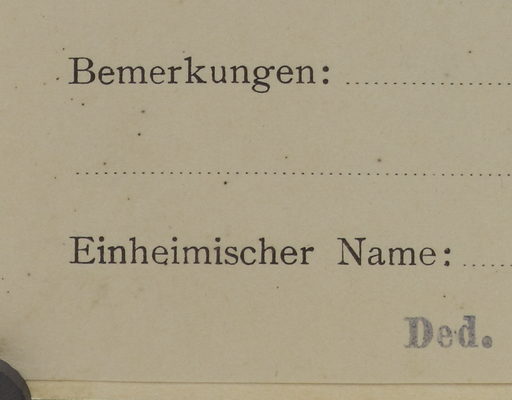 Bemerkungen:
Einheimischer Name:
Ded.